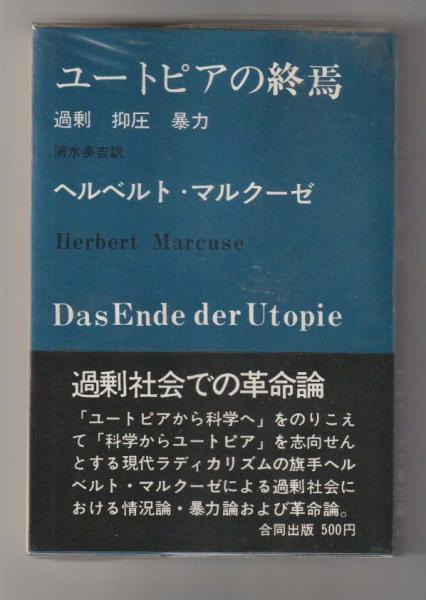 ユートピアの終焉
過剰 抑圧 暴力
清水多吉訳
ヘルベルト・マルクーゼ
Herbert Marcuse
Das Ende der Utopie
過剰社会での革命論
「ユートピアから科学へ」をのりこえ
て「科学からユートピア」を志向せん
とする現代ラディカリズムの旗手ヘル
ベルト・マルクーゼによる過剰社会に
おける情況論・暴力論および革命論。
合同出版 500円